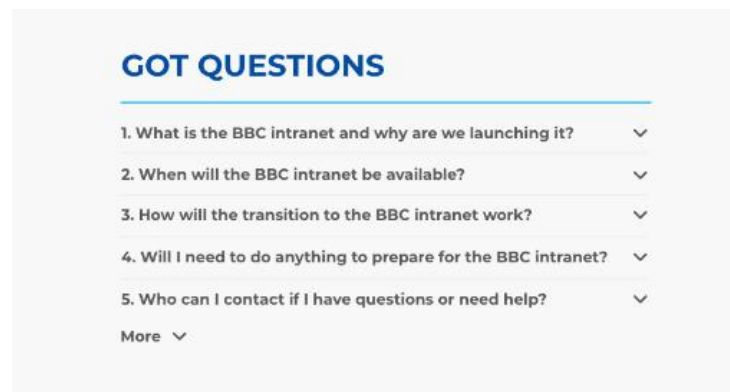 GOT QUESTIONS
1. What is the BBC intranet and why are we launching it?
2. When will the BBC intranet be available?
3. How will the transition to the BBC intranet work?
4. Will I need to do anything to prepare for the BBC intranet?
5. Who can I contact if I have questions or need help?
More